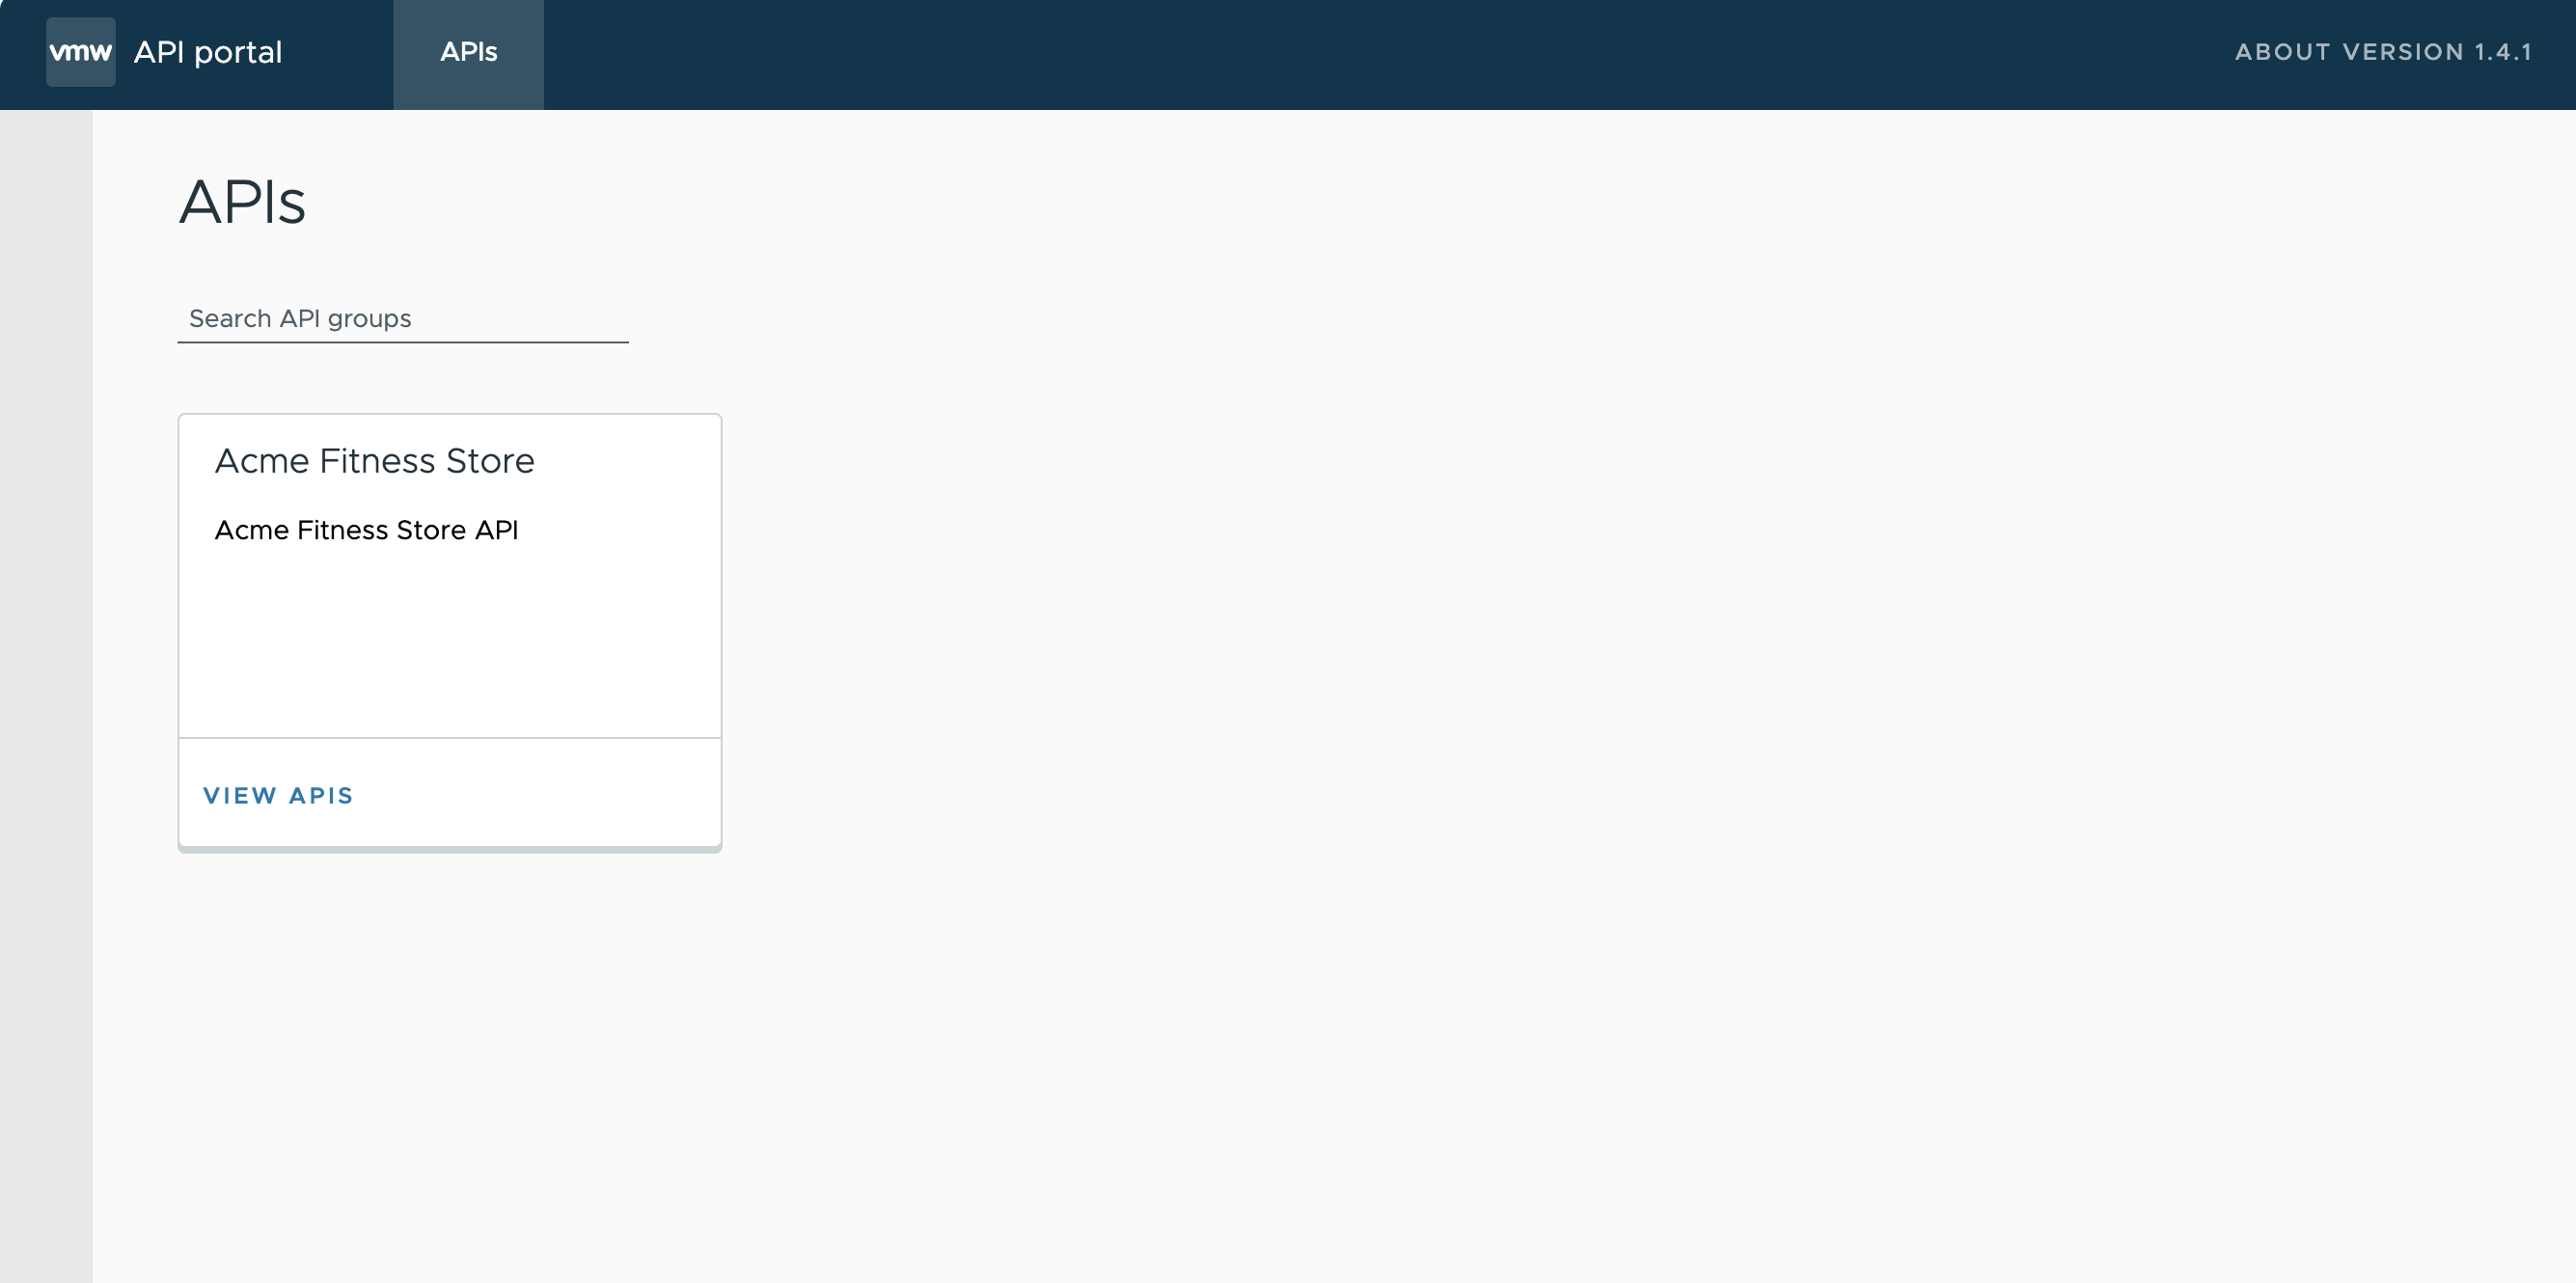 vmw API portal APIs ABOUT VERSION 1.4.1
APIs
Search API groups
Acme Fitness Store
Acme Fitness Store API
VIEW APIS